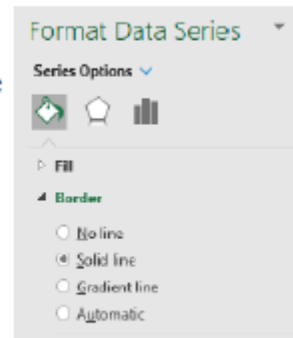 Format Data Series
Series Options
Fill
Border
No line
Solid line
Gradient line
Automatic